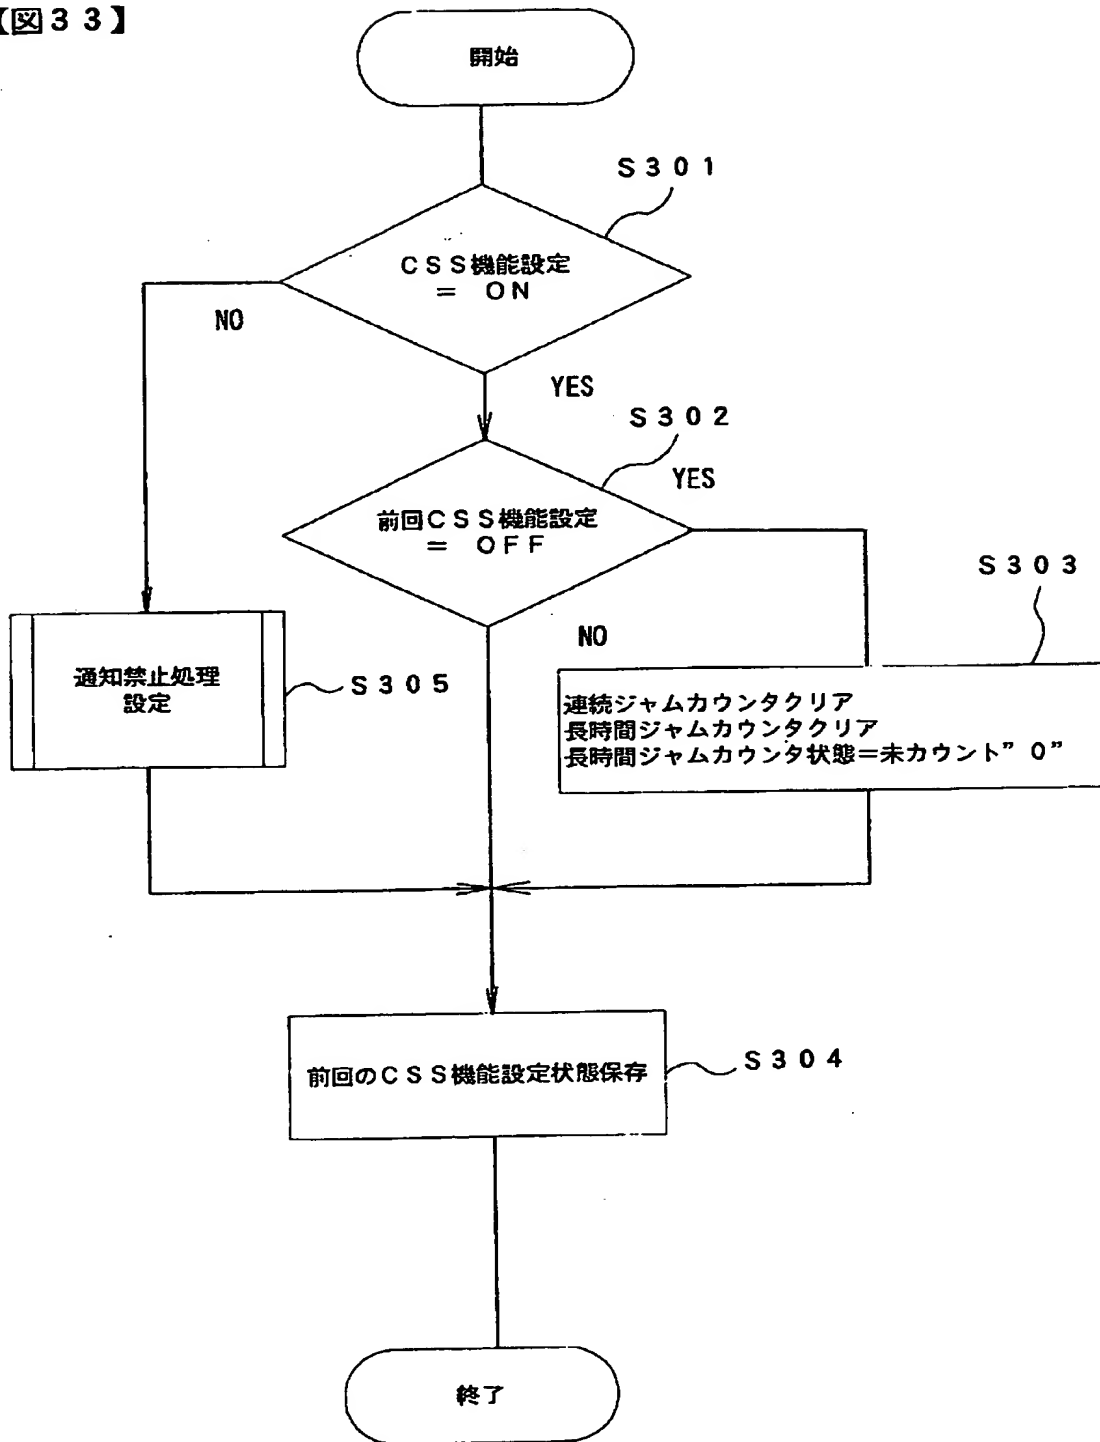 【図３３】
開始
Ｓ３０１
ＣＳＳ機能設定
＝ ＯＮ
NO
YES
Ｓ３０２
YES
前回ＣＳＳ機能設定
＝ ＯＦＦ
Ｓ３０３
NO
通知禁止処理
設定
Ｓ３０５
連続ジャムカウンタクリア
長時間ジャムカウンタクリア
長時間ジャムカウンタ状態＝未カウント”０”
前回のＣＳＳ機能設定状態保存
Ｓ３０４
終了